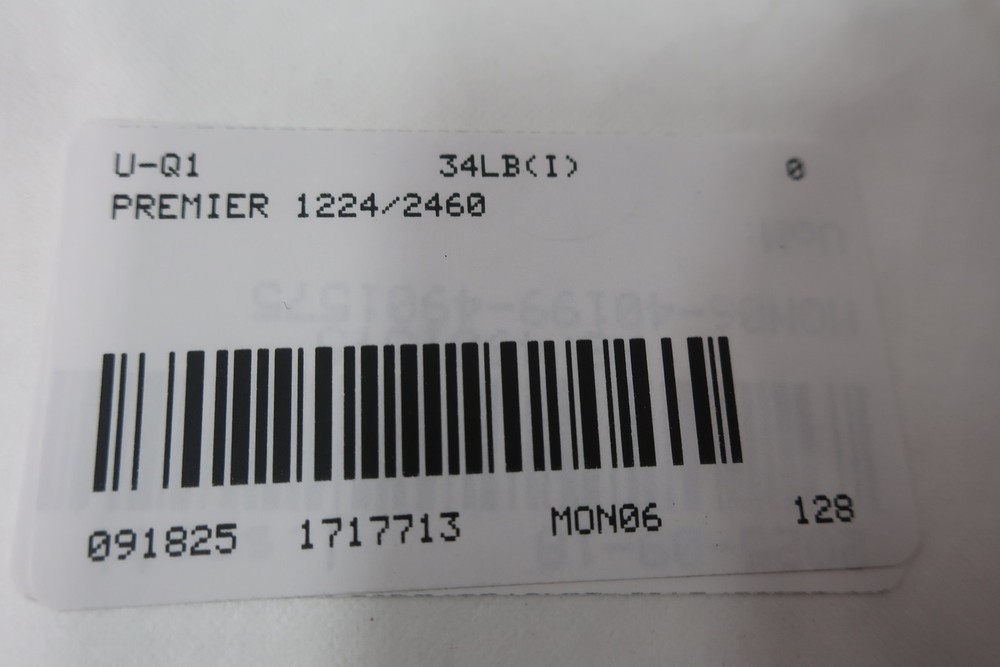 U-Q1 34LB(I) 0
PREMIER 1224/2460
091825 1717713 MON06 128